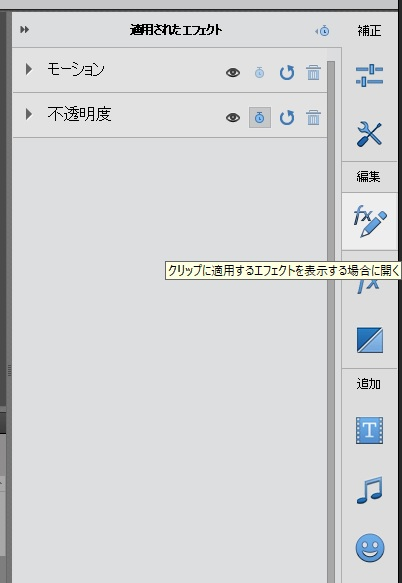 適用されたエフェクト
補正
モーション
不透明度
編集
fx
クリップに適用するエフェクトを表示する場合に開く
fx
追加
T